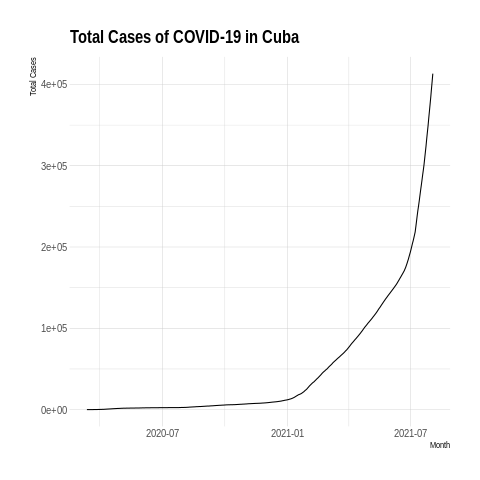 Total Cases of COVID-19 in Cuba
Total Cases
4e+05
3e+05
2e+05
1e+05
0e+00
2020-07 2021-01 2021-07
Month